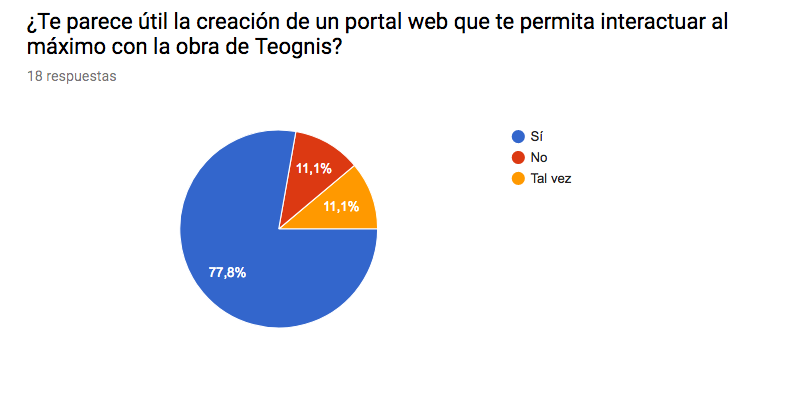 ¿Te parece útil la creación de un portal web que te permita interactuar al
máximo con la obra de Teognis?
18 respuestas
Sí
No
Tal vez
11,1%
11,1%
77,8%